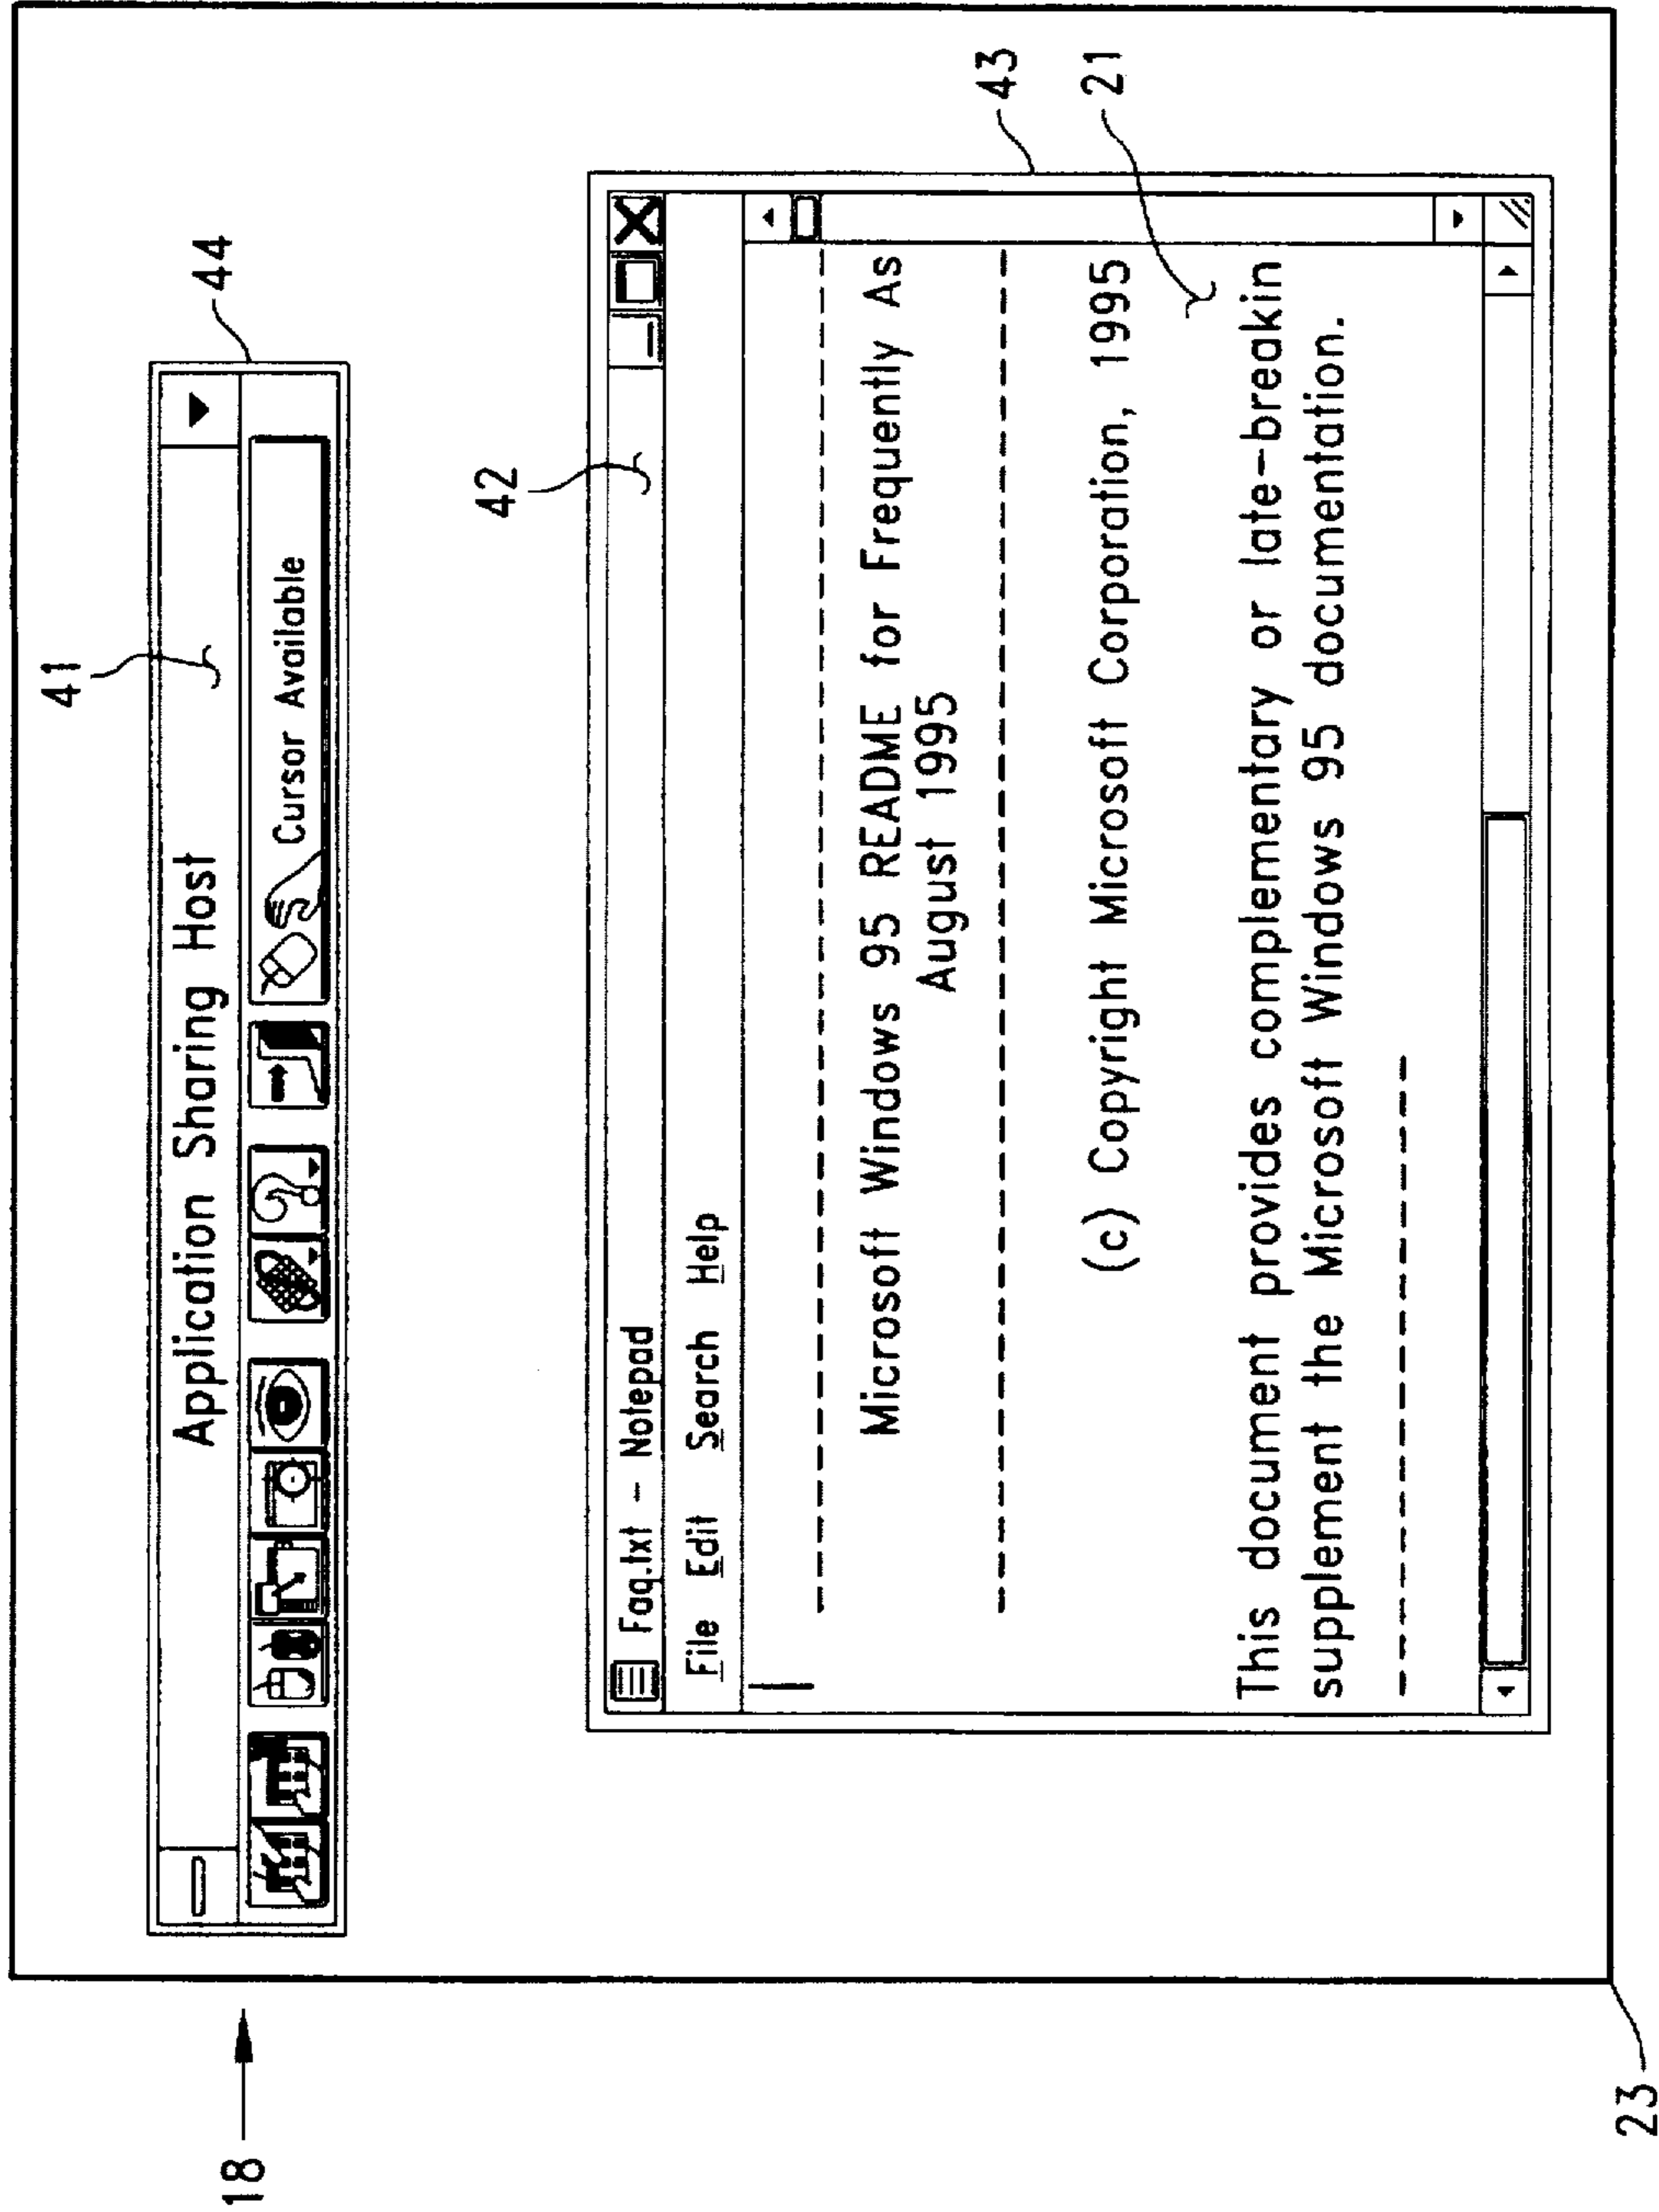 18
41
44
Application Sharing Host
Cursor Available
42
Faq.txt - Notepad
File Edit Search Help
43
21
Microsoft Windows 95 README for Frequently As
August 1995
(c) Copyright Microsoft Corporation, 1995
This document provides complementary or late-breakin
supplement the Microsoft Windows 95 documentation.
23